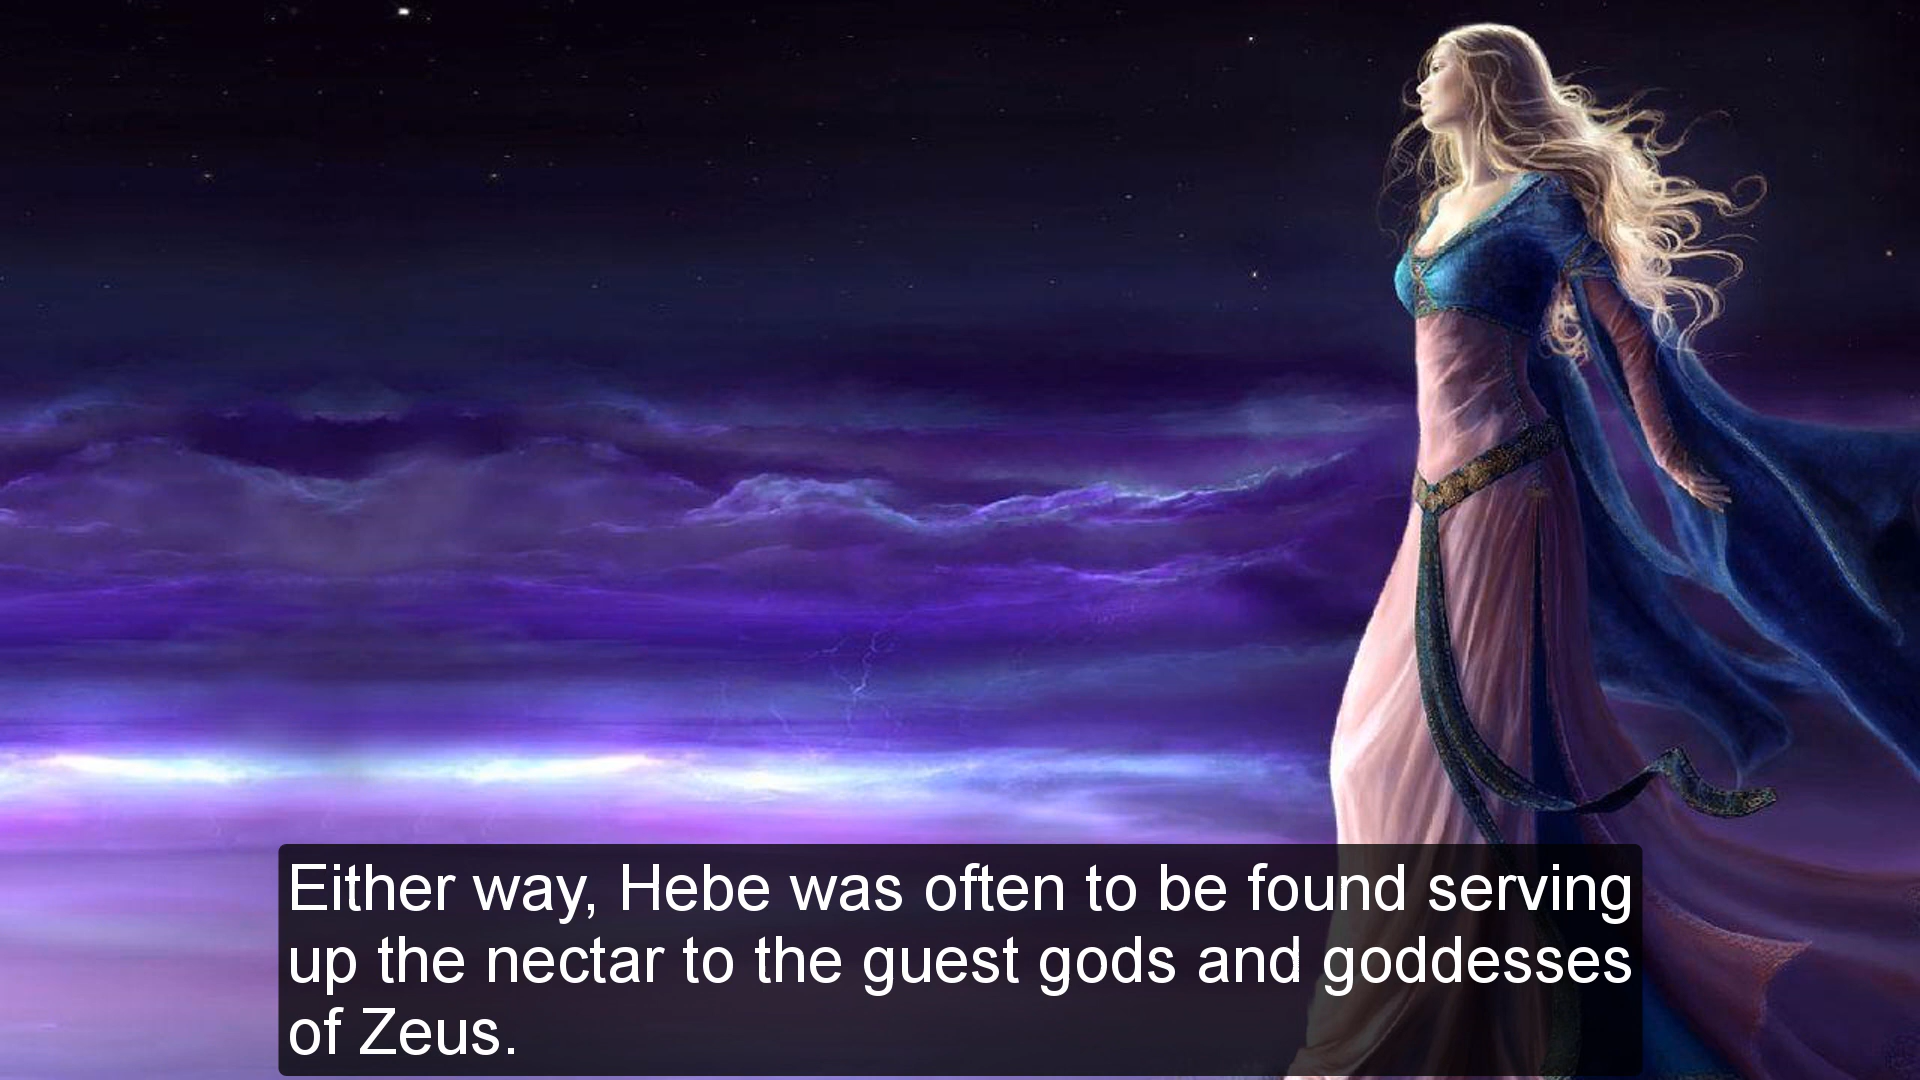 Either way, Hebe was often to be found serving
up the nectar to the guest gods and goddesses
of Zeus.